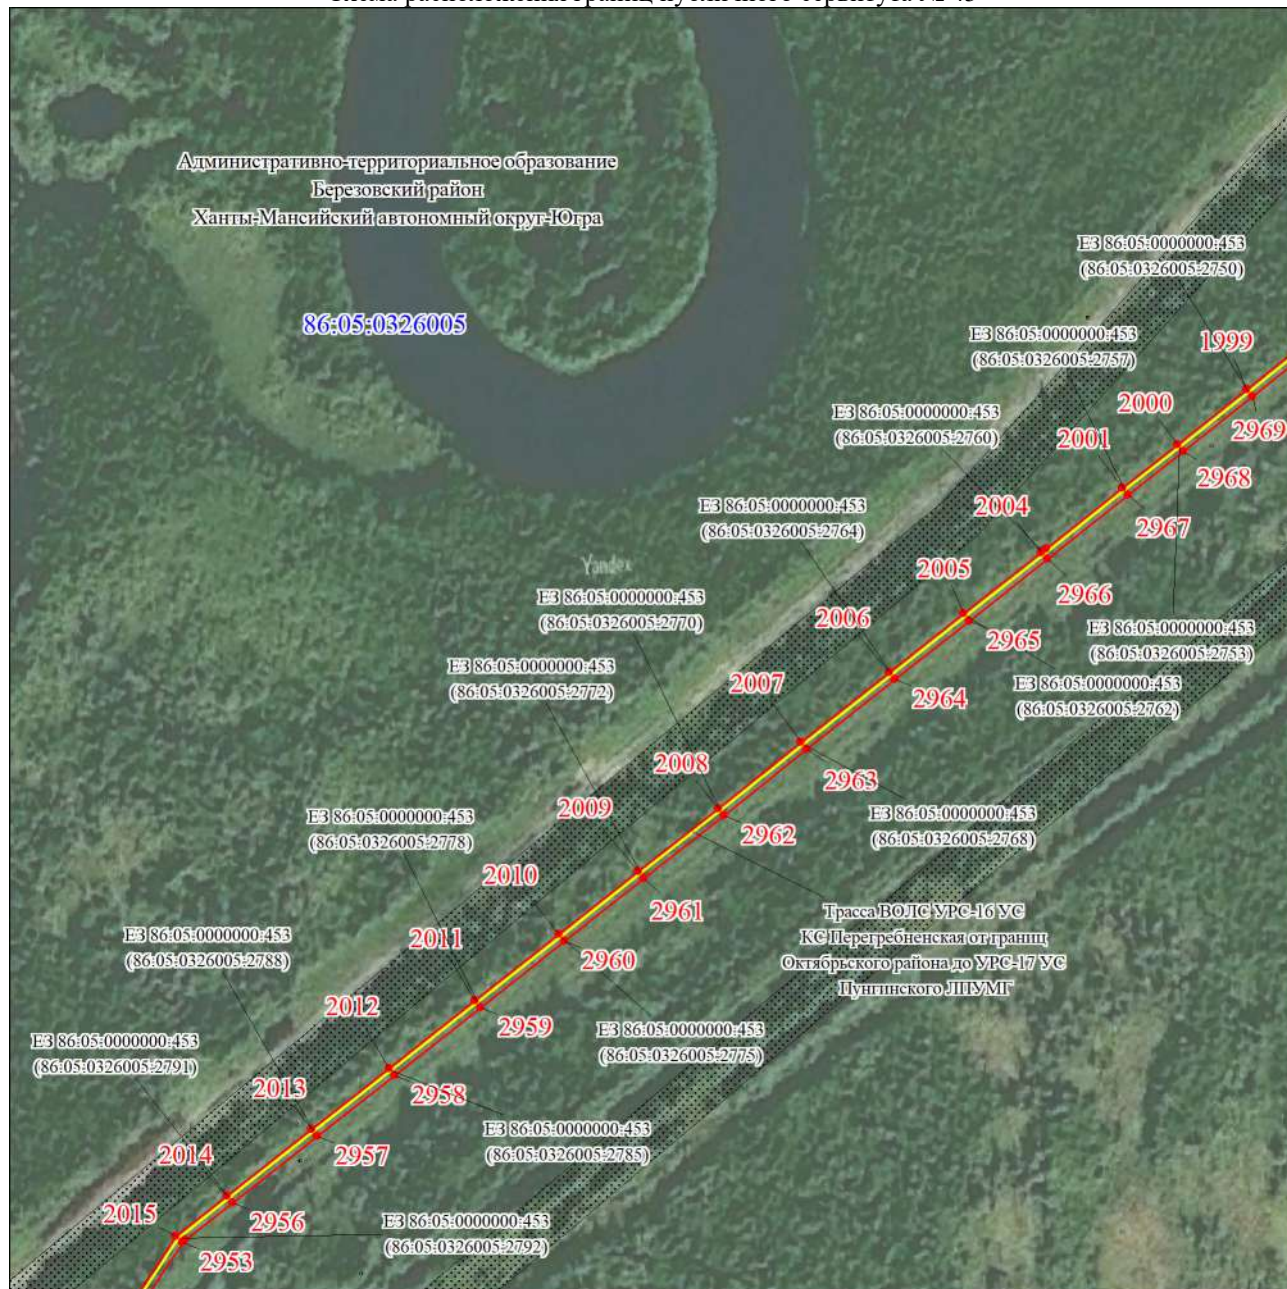 Схема расположения границ публичного сервитута № 43
Административно-территориальное образование
Березовский район
Ханты-Мансийский автономный округ-Югра
86:05:0326005
ЕЗ 86:05:0000000:453
(86:05:0326005:2750)
1999
ЕЗ 86:05:0000000:453
(86:05:0326005:2757)
2000
2969
ЕЗ 86:05:0000000:453
(86:05:0326005:2760)
2001
2968
ЕЗ 86:05:0000000:453
(86:05:0326005:2764)
2004
2967
Yandex
2966
ЕЗ 86:05:0000000:453
(86:05:0326005:2770)
2005
ЕЗ 86:05:0000000:453
(86:05:0326005:2753)
2006
2965
ЕЗ 86:05:0000000:453
(86:05:0326005:2772)
2007
2964
ЕЗ 86:05:0000000:453
(86:05:0326005:2762)
2008
2963
2009
2962
ЕЗ 86:05:0000000:453
(86:05:0326005:2768)
ЕЗ 86:05:0000000:453
(86:05:0326005:2778)
2010
2961
Трасса ВОЛС УРС-16 УС
КС Перегребненская от границ
Октябрьского района до УРС-17 УС
Пунгинского ЛПУМГ
2011
2960
ЕЗ 86:05:0000000:453
(86:05:0326005:2788)
2012
2959
ЕЗ 86:05:0000000:453
(86:05:0326005:2775)
ЕЗ 86:05:0000000:453
(86:05:0326005:2791)
2013
2958
ЕЗ 86:05:0000000:453
(86:05:0326005:2785)
2014
2957
2015
2956
ЕЗ 86:05:0000000:453
(86:05:0326005:2792)
2953